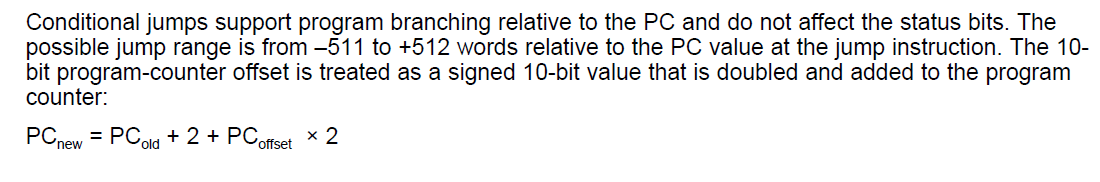 Conditional jumps support program branching relative to the PC and do not affect the status bits. The
possible jump range is from –511 to +512 words relative to the PC value at the jump instruction. The 10-
bit program-counter offset is treated as a signed 10-bit value that is doubled and added to the program
counter:
PCnew = PCold + 2 + PCoffset × 2